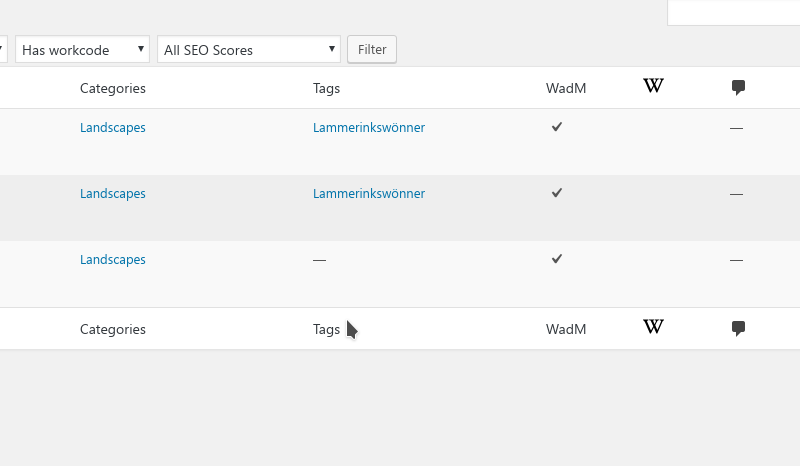 Has workcode All SEO Scores Filter
Categories Tags WadM W
Landscapes Lammerinkswönner —
Landscapes Lammerinkswönner —
Landscapes — —
Categories Tags WadM W